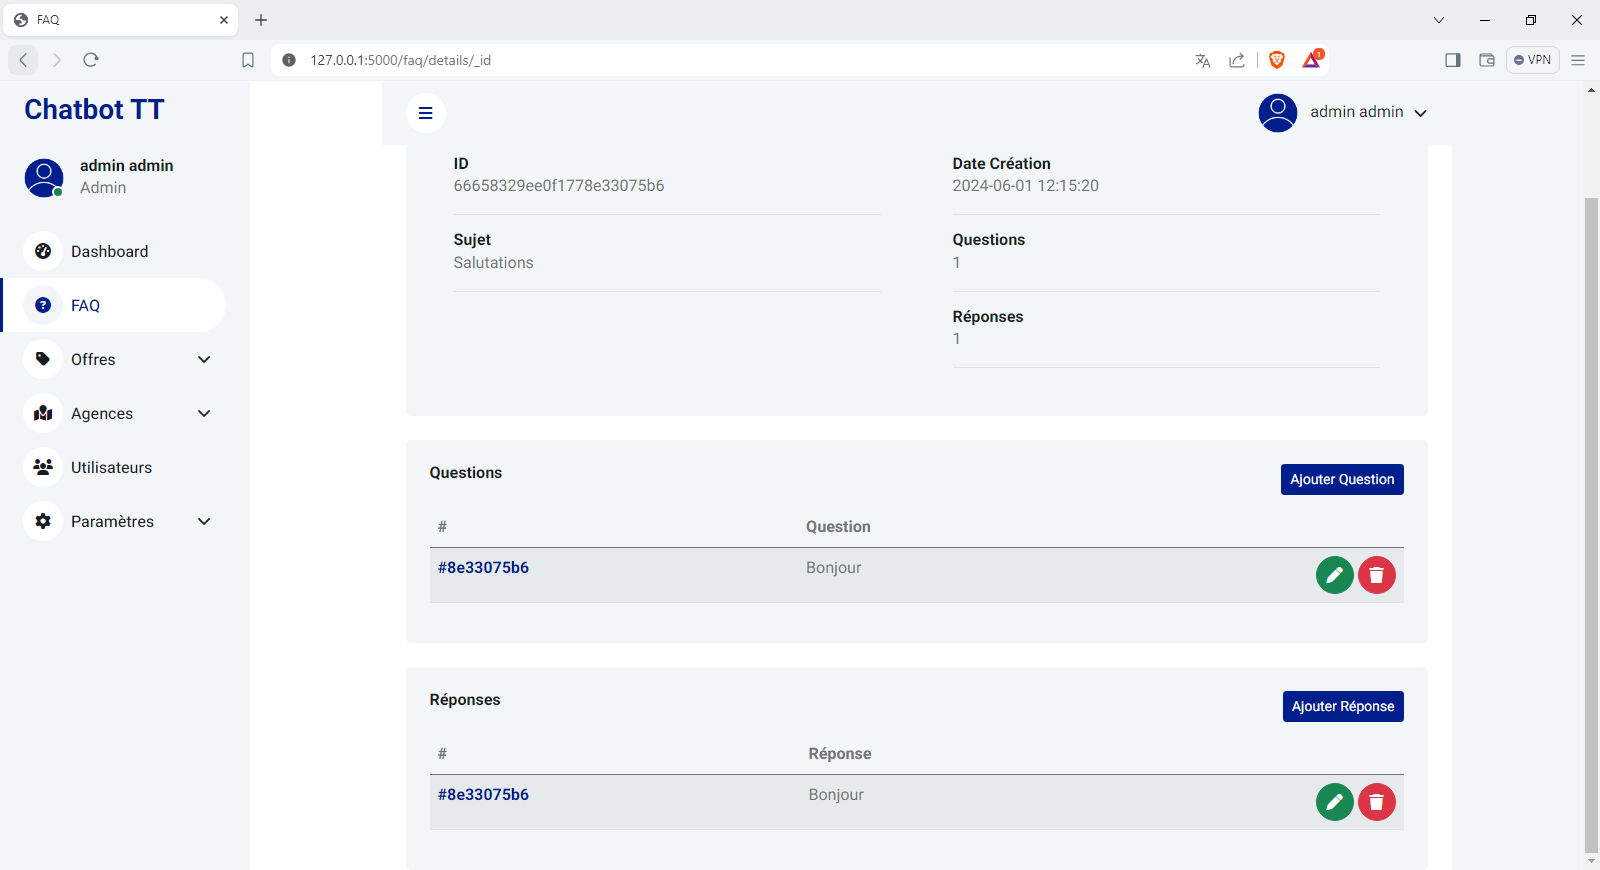 FAQ
127.0.0.1:5000/faq/details/_id
1
VPN
Chatbot TT
admin admin
Admin
Dashboard
FAQ
Offres
Agences
Utilisateurs
Paramètres
admin admin
ID
66658329ee0f1778e33075b6
Date Création
2024-06-01 12:15:20
Sujet
Salutations
Questions
1
Réponses
1
Questions
Ajouter Question
# Question
#8e33075b6 Bonjour
Réponses
Ajouter Réponse
# Réponse
#8e33075b6 Bonjour